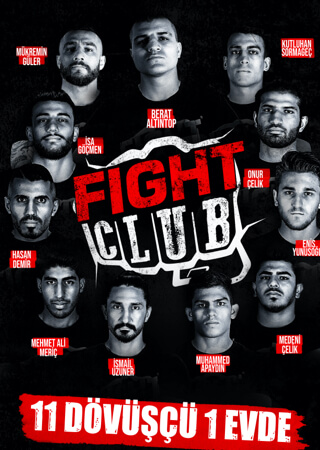 MÜKREMİN
GÜLER
KUTLUHAN
SORMAGEÇ
BERAT
ALTINTOP
İSA
GÖÇMEN
ONUR
ÇELİK
FIGHT
CLUB
HASAN
DEMİR
ENİS
YUNUSOĞ
MEHMET ALİ
MERİÇ
İSMAİL
UZUNER
MUHAMMED
APAYDIN
MEDENİ
ÇELİK
11 DÖVÜŞÇÜ 1 EVDE